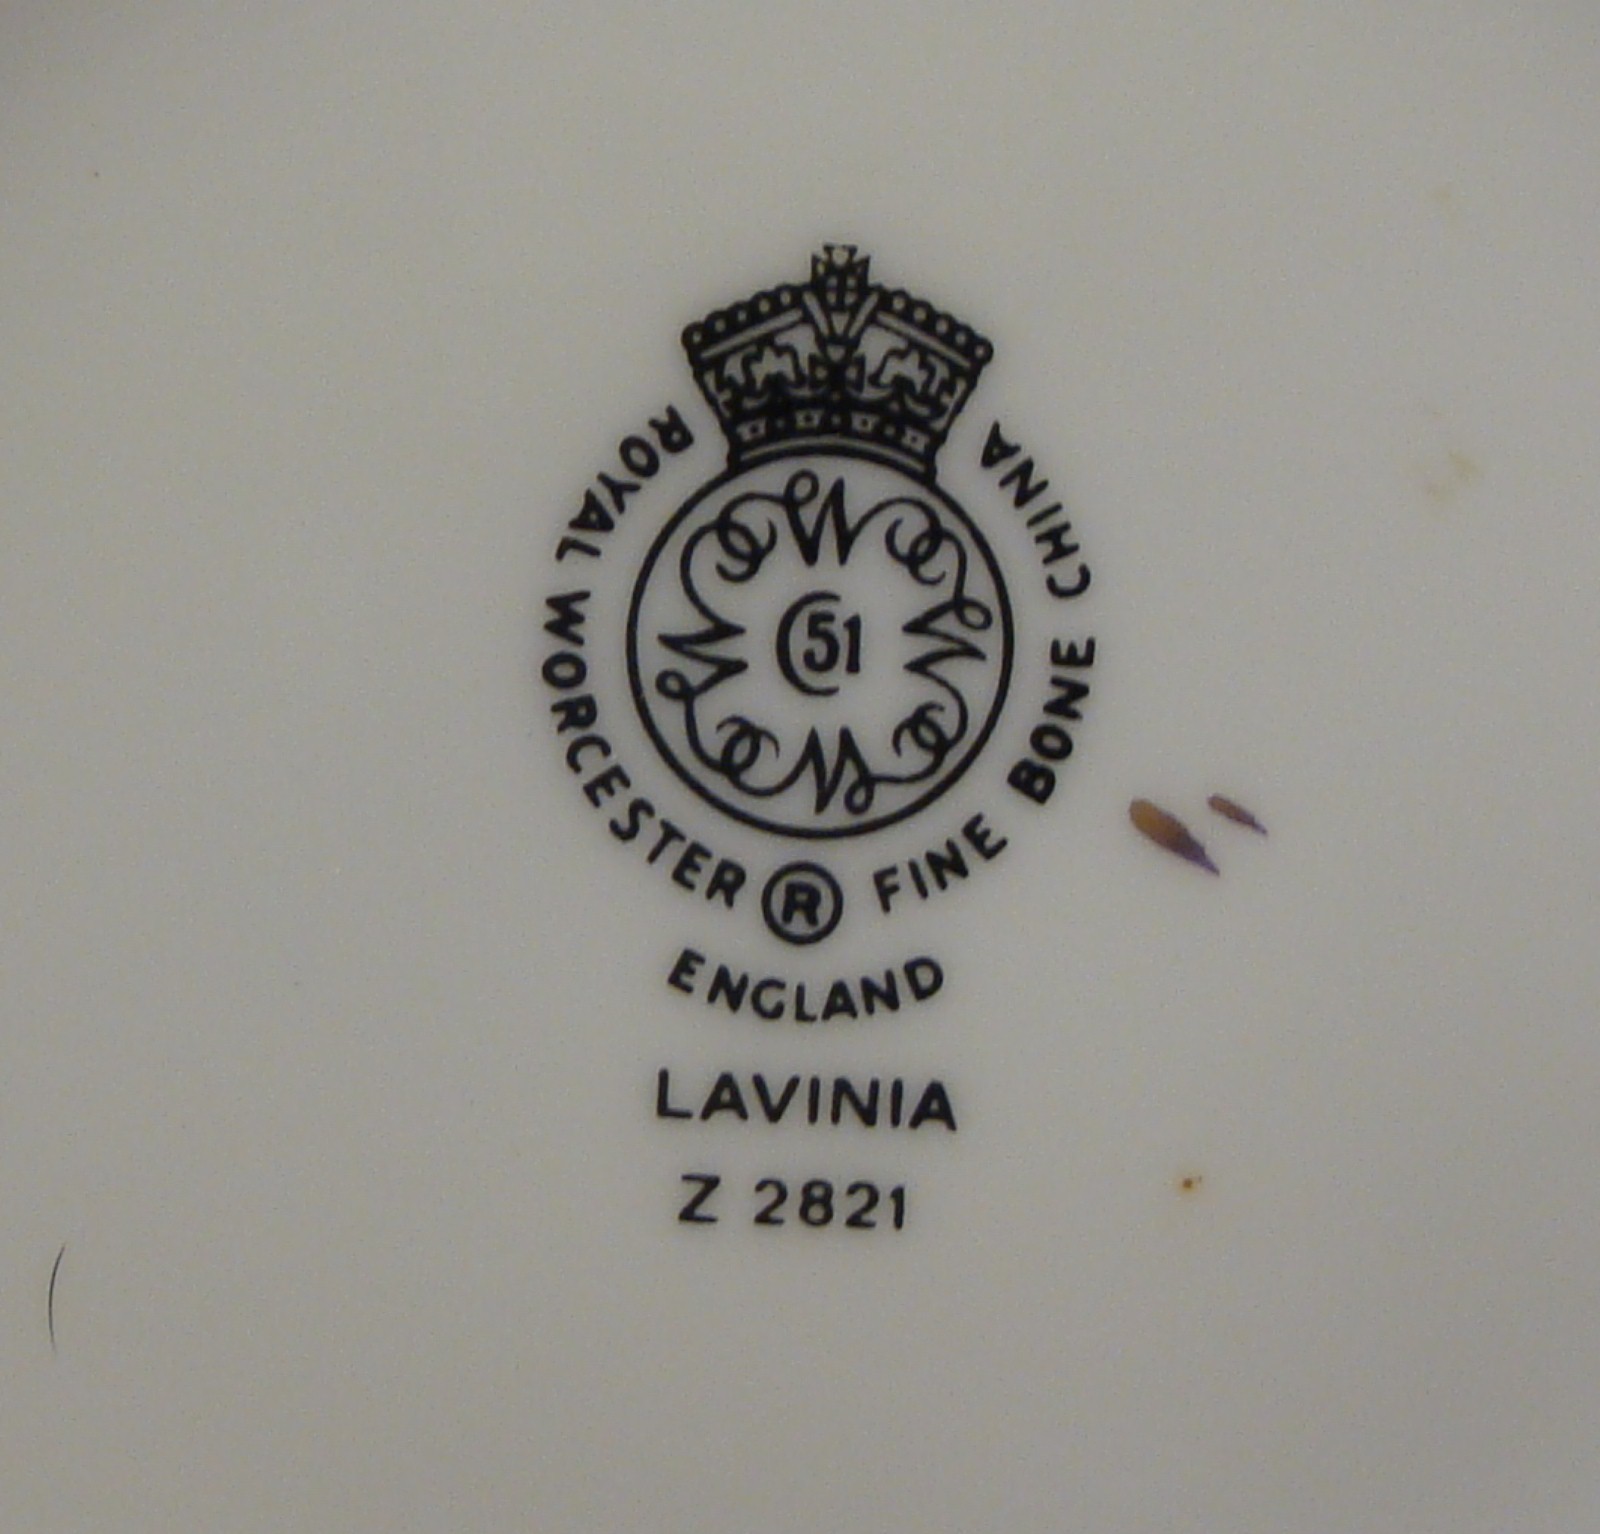 ROYAL WORCESTER ® FINE BONE CHINA
51
ENGLAND
LAVINIA
Z 2821